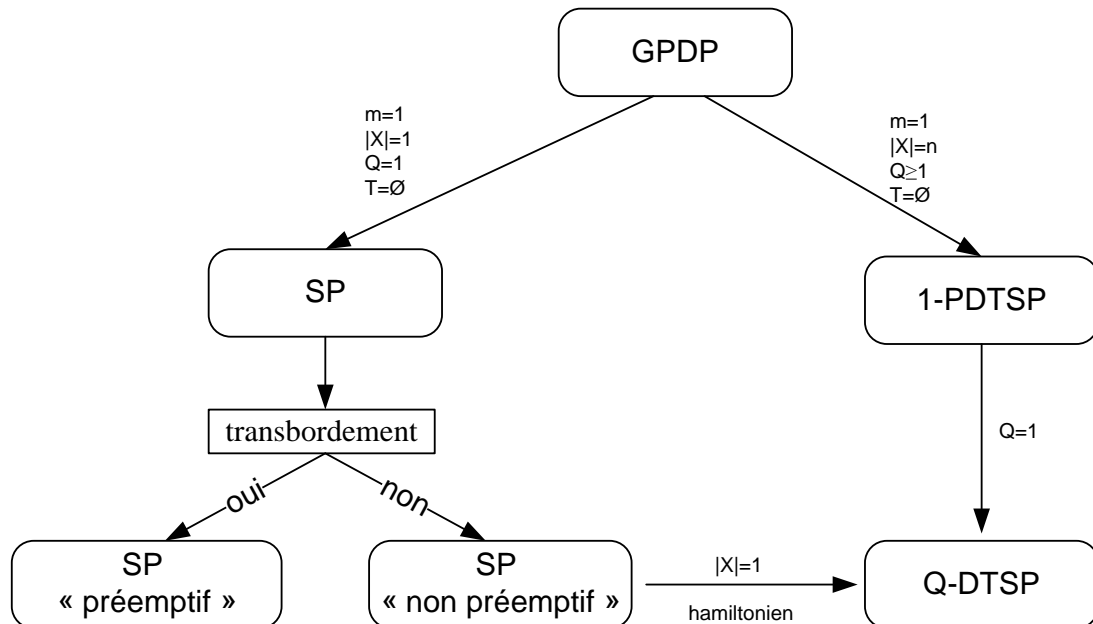 GPDP
m=1
|X|=1
Q=1
T=Ø
m=1
|X|=n
Q≥1
T=Ø
SP
1-PDTSP
transbordement
Q=1
oui
non
SP
« préemptif »
SP
« non préemptif »
|X|=1
hamiltonien
Q-DTSP